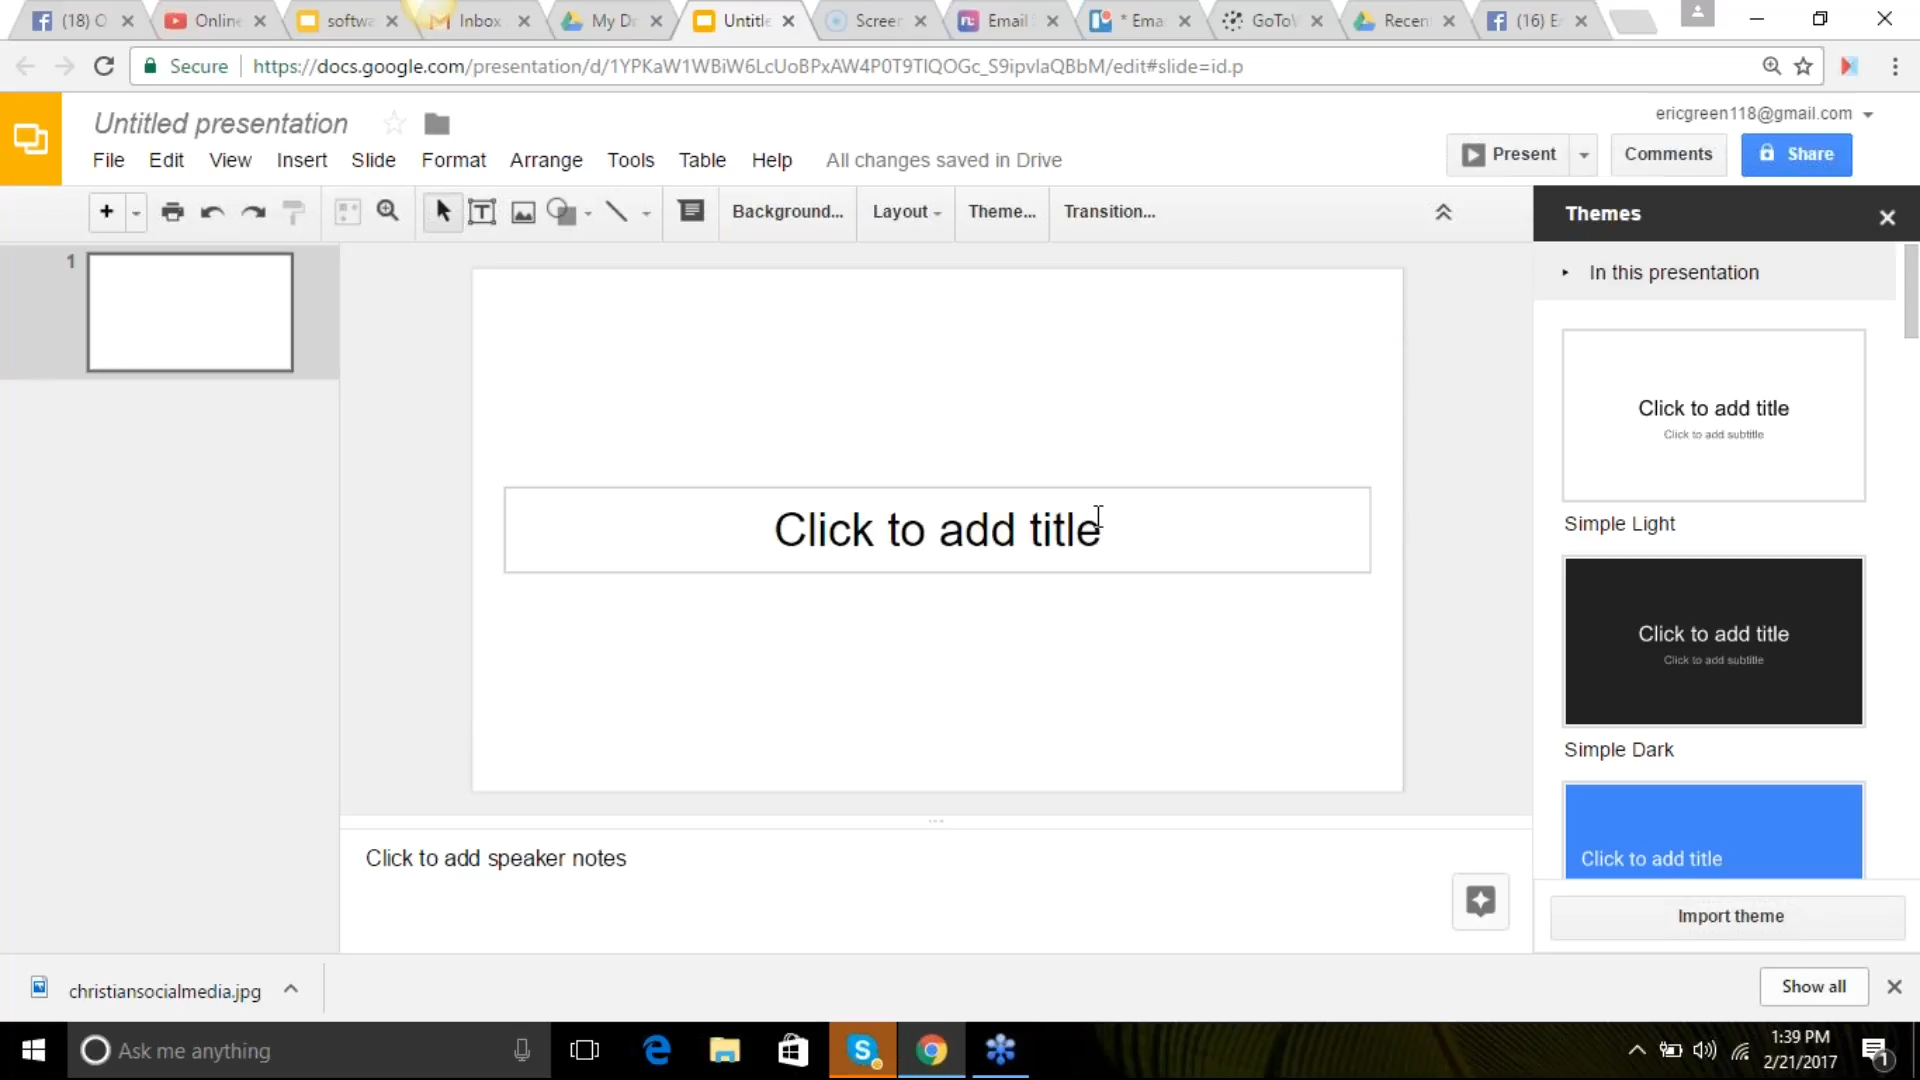 (18) O
Online
softwa
Inbox
My Dr
Untitle
Screen
Email
* Ema
GoToW
Recen
(16) E
Secure
https://docs.google.com/presentation/d/1YPKaW1WBiW6LcUoBPxAW4P0T9TlQOGc_S9ipvlaQBbM/edit#slide=id.p
Untitled presentation
ericgreen118@gmail.com
File Edit View Insert Slide Format Arrange Tools Table Help All changes saved in Drive
Present
Comments
Share
Background...
Layout
Theme...
Transition...
Themes
1
In this presentation
Click to add title
Click to add speaker notes
Click to add title
Click to add subtitle
Simple Light
Click to add title
Click to add subtitle
Simple Dark
Click to add title
Import theme
christiansocialmedia.jpg
Show all
Ask me anything
1:39 PM
2/21/2017
1